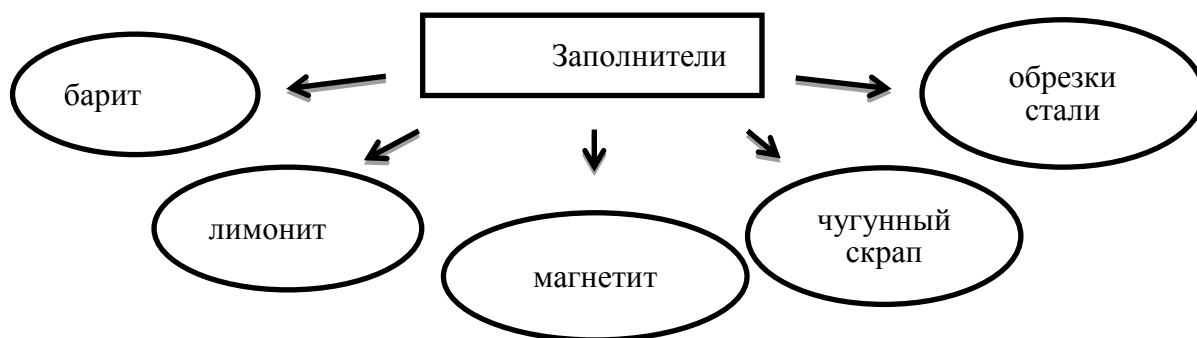 Заполнители
барит
обрезки
стали
лимонит
чугунный
скрап
магнетит